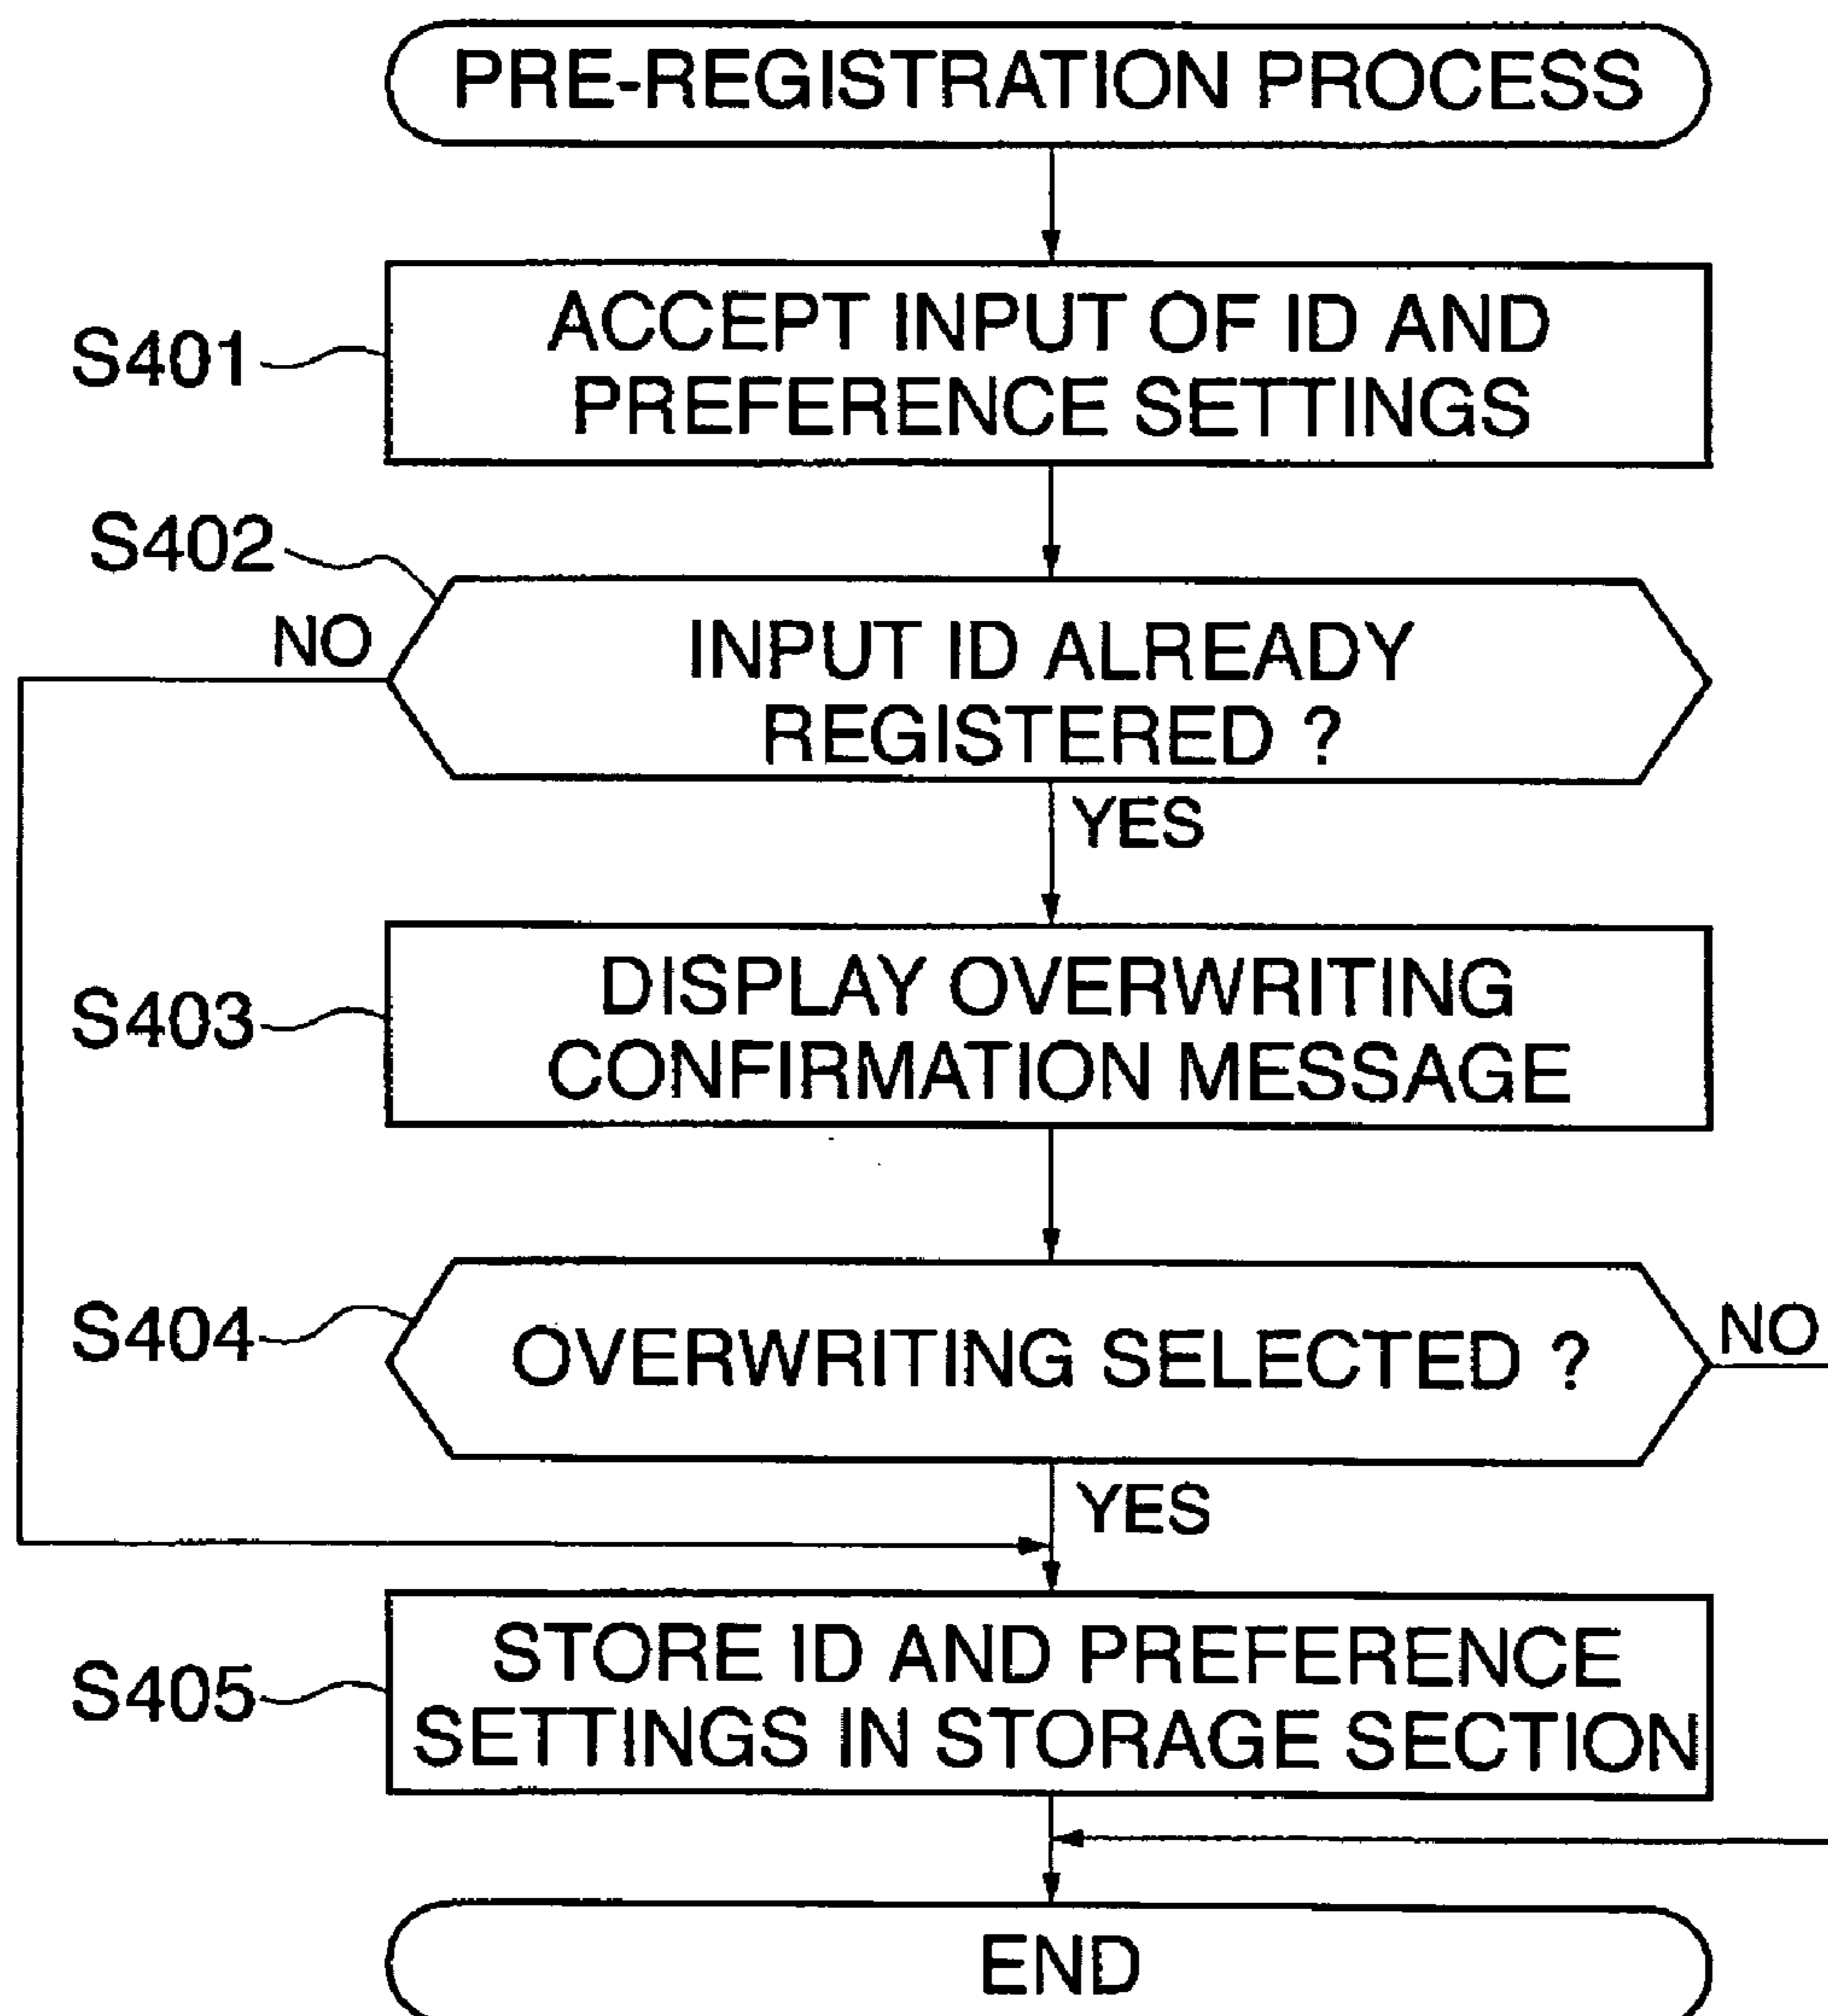 PRE-REGISTRATION PROCESS
S401
ACCEPT INPUT OF ID AND
PREFERENCE SETTINGS
S402
NO
INPUT ID ALREADY
REGISTERED ?
YES
S403
DISPLAY OVERWRITING
CONFIRMATION MESSAGE
S404
OVERWRITING SELECTED ?
NO
YES
S405
STORE ID AND PREFERENCE
SETTINGS IN STORAGE SECTION
END